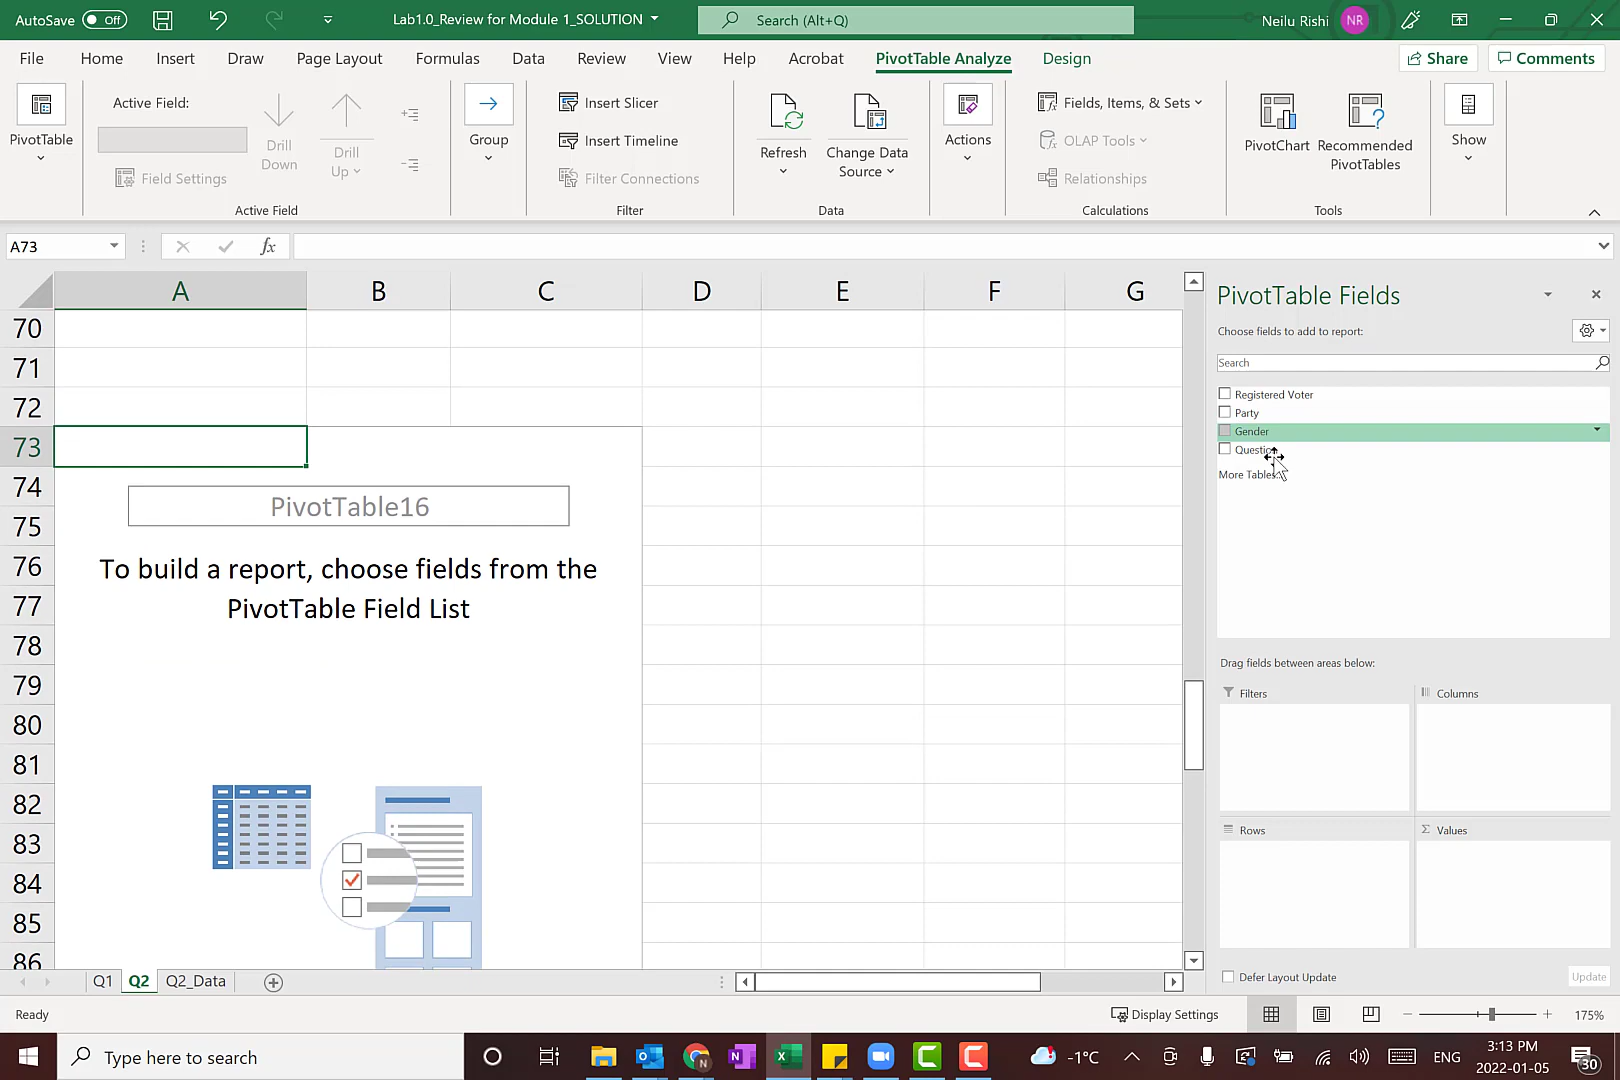 AutoSave Off Lab1.0_Review for Module 1_SOLUTION Search (Alt+Q) Neilu Rishi NR
File Home Insert Draw Page Layout Formulas Data Review View Help Acrobat PivotTable Analyze Design Share Comments
PivotTable
Active Field:
Field Settings
Drill
Down
Drill
Up
Active Field
Group
Insert Slicer
Insert Timeline
Filter Connections
Filter
Refresh
Change Data
Source
Data
Actions
Fields, Items, & Sets
OLAP Tools
Relationships
Calculations
PivotChart
Recommended
PivotTables
Tools
Show
A73 fx
A B C D E F G
70
71
72
73
74
75
76
77
78
79
80
81
82
83
84
85
86
PivotTable16
To build a report, choose fields from the
PivotTable Field List
PivotTable Fields
Choose fields to add to report:
Search
Registered Voter
Party
Gender
Question
More Tables...
Drag fields between areas below:
Filters
Columns
Rows
Σ Values
Defer Layout Update Update
Q1 Q2 Q2_Data
Ready Display Settings 175%
Type here to search
-1°C ENG
3:13 PM
2022-01-05
30